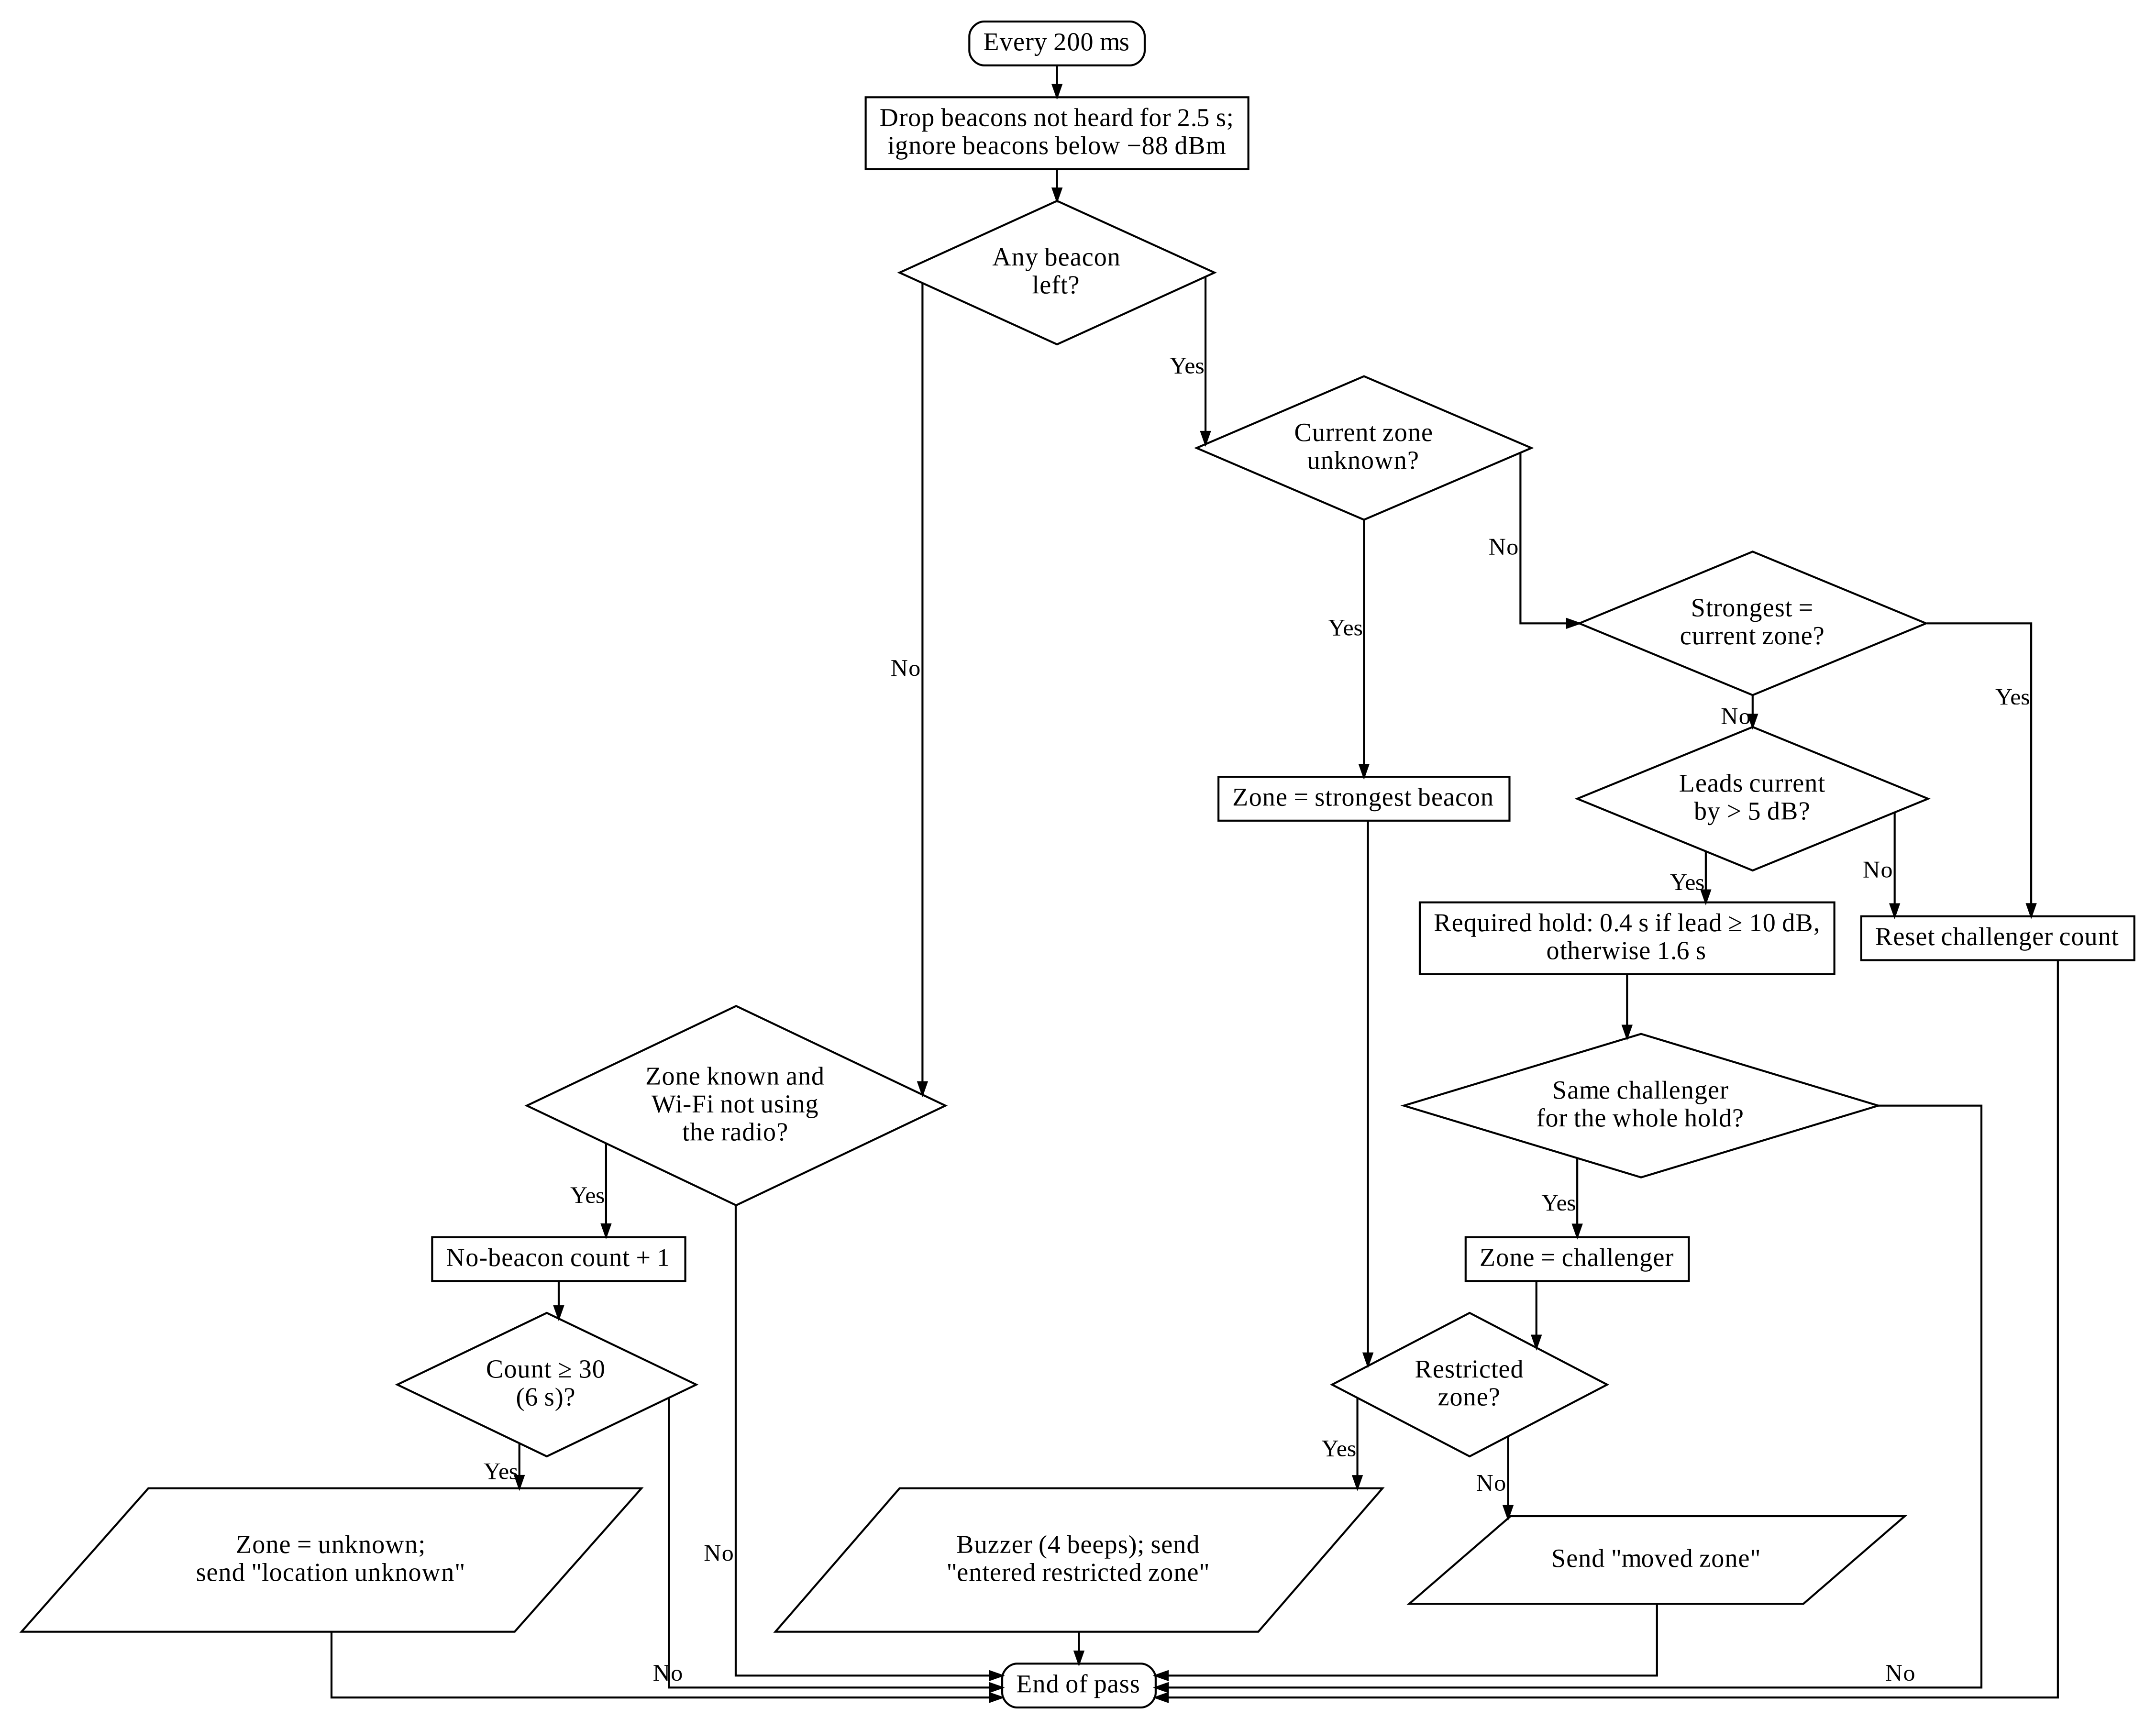 Every 200 ms
Drop beacons not heard for 2.5 s;
ignore beacons below −88 dBm
Any beacon
left?
Yes
No
Current zone
unknown?
No
Yes
Strongest =
current zone?
Yes
No
Zone = strongest beacon
Leads current
by > 5 dB?
Yes
No
Required hold: 0.4 s if lead ≥ 10 dB,
otherwise 1.6 s
Reset challenger count
Zone known and
Wi-Fi not using
the radio?
Same challenger
for the whole hold?
Yes
Yes
No-beacon count + 1
Zone = challenger
Count ≥ 30
(6 s)?
Restricted
zone?
Yes
Yes
No
Zone = unknown;
send "location unknown"
No
Buzzer (4 beeps); send
"entered restricted zone"
Send "moved zone"
No
End of pass
No